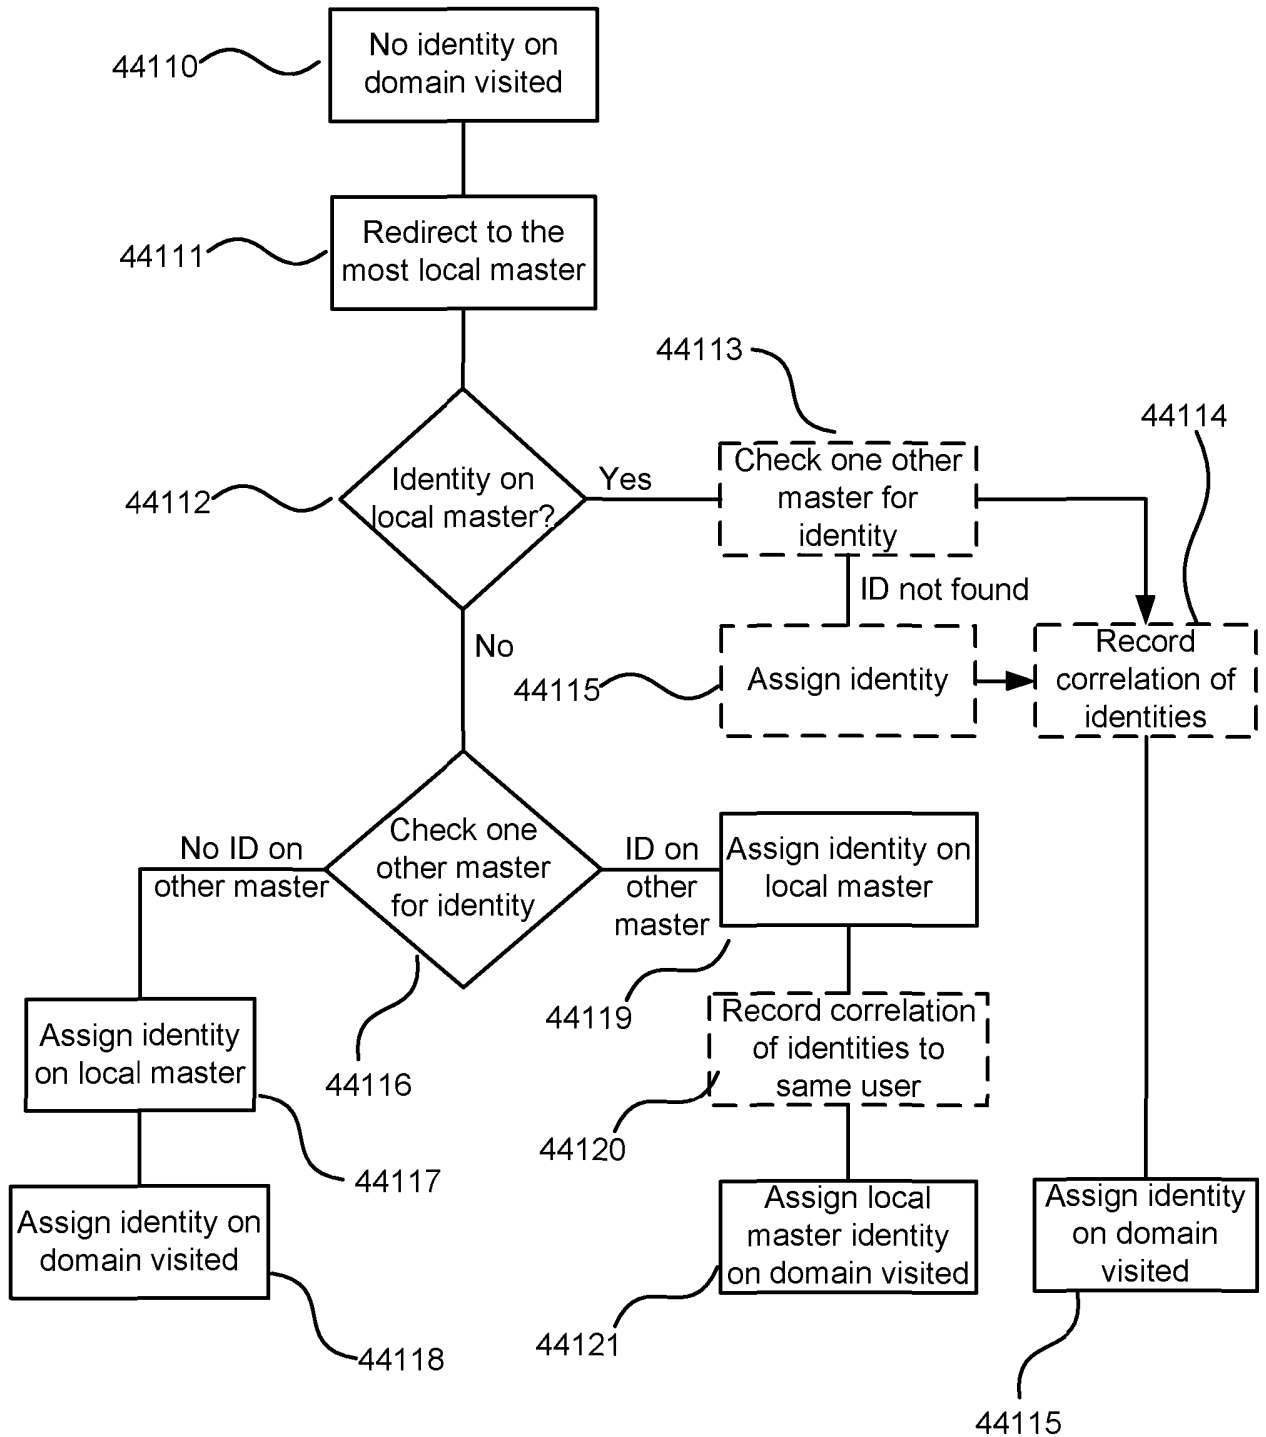 No identity on
domain visited
44110
Redirect to the
most local master
44111
44113
44114
Identity on
local master?
44112
Yes
Check one other
master for
identity
ID not found
No
44115
Assign identity
Record
correlation of
identities
Check one
other master
for identity
No ID on
other master
ID on
other
master
Assign identity on
local master
44119
44116
Assign identity
on local master
44117
Record correlation
of identities to
same user
44120
Assign identity on
domain visited
44118
Assign local
master identity
on domain visited
44121
Assign identity
on domain
visited
44115